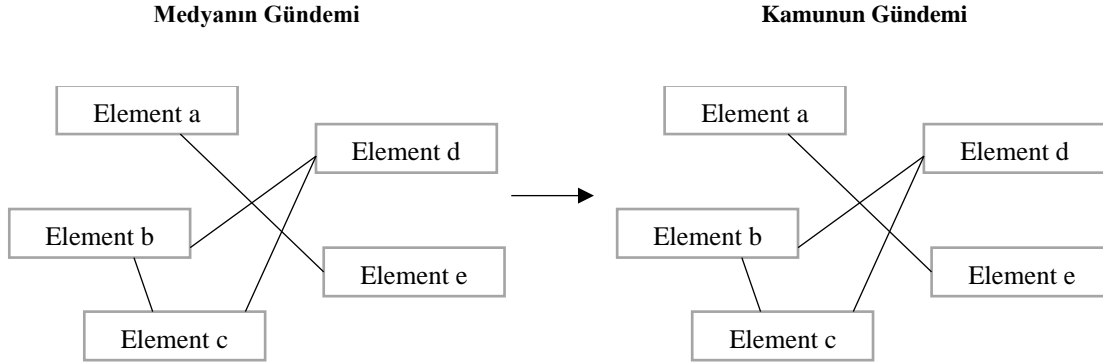 Medyanın Gündemi
Kamunun Gündemi
Element a
Element d
Element b
Element e
Element c
Element a
Element d
Element b
Element e
Element c